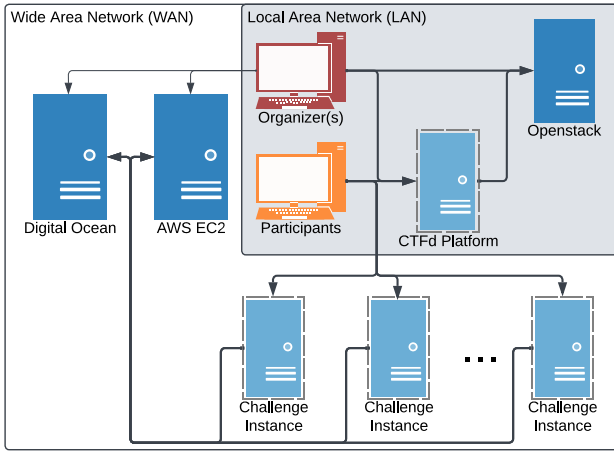 Wide Area Network (WAN)
Local Area Network (LAN)
Organizer(s)
Openstack
Digital Ocean
AWS EC2
Participants
CTFd Platform
Challenge
Instance
Challenge
Instance
...
Challenge
Instance